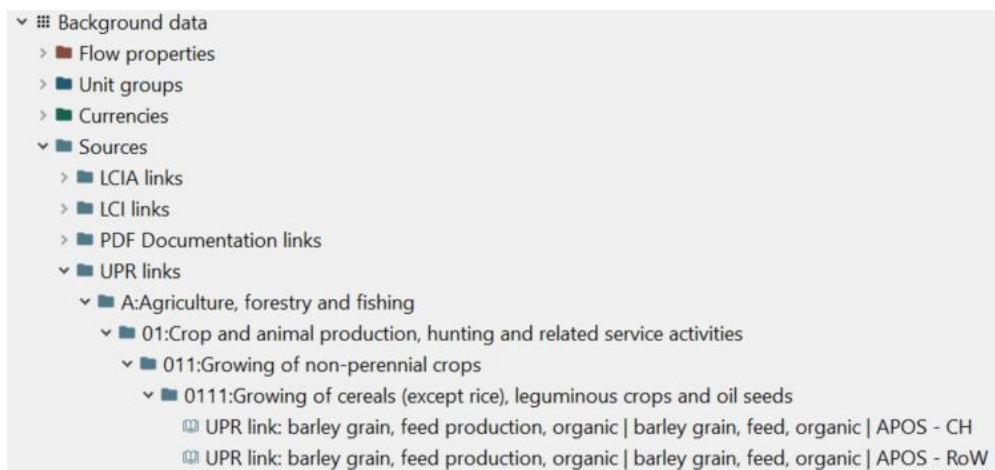 Background data
Flow properties
Unit groups
Currencies
Sources
LCIA links
LCI links
PDF Documentation links
UPR links
A:Agriculture, forestry and fishing
01:Crop and animal production, hunting and related service activities
011:Growing of non-perennial crops
0111:Growing of cereals (except rice), leguminous crops and oil seeds
UPR link: barley grain, feed production, organic | barley grain, feed, organic | APOS - CH
UPR link: barley grain, feed production, organic | barley grain, feed, organic | APOS - RoW